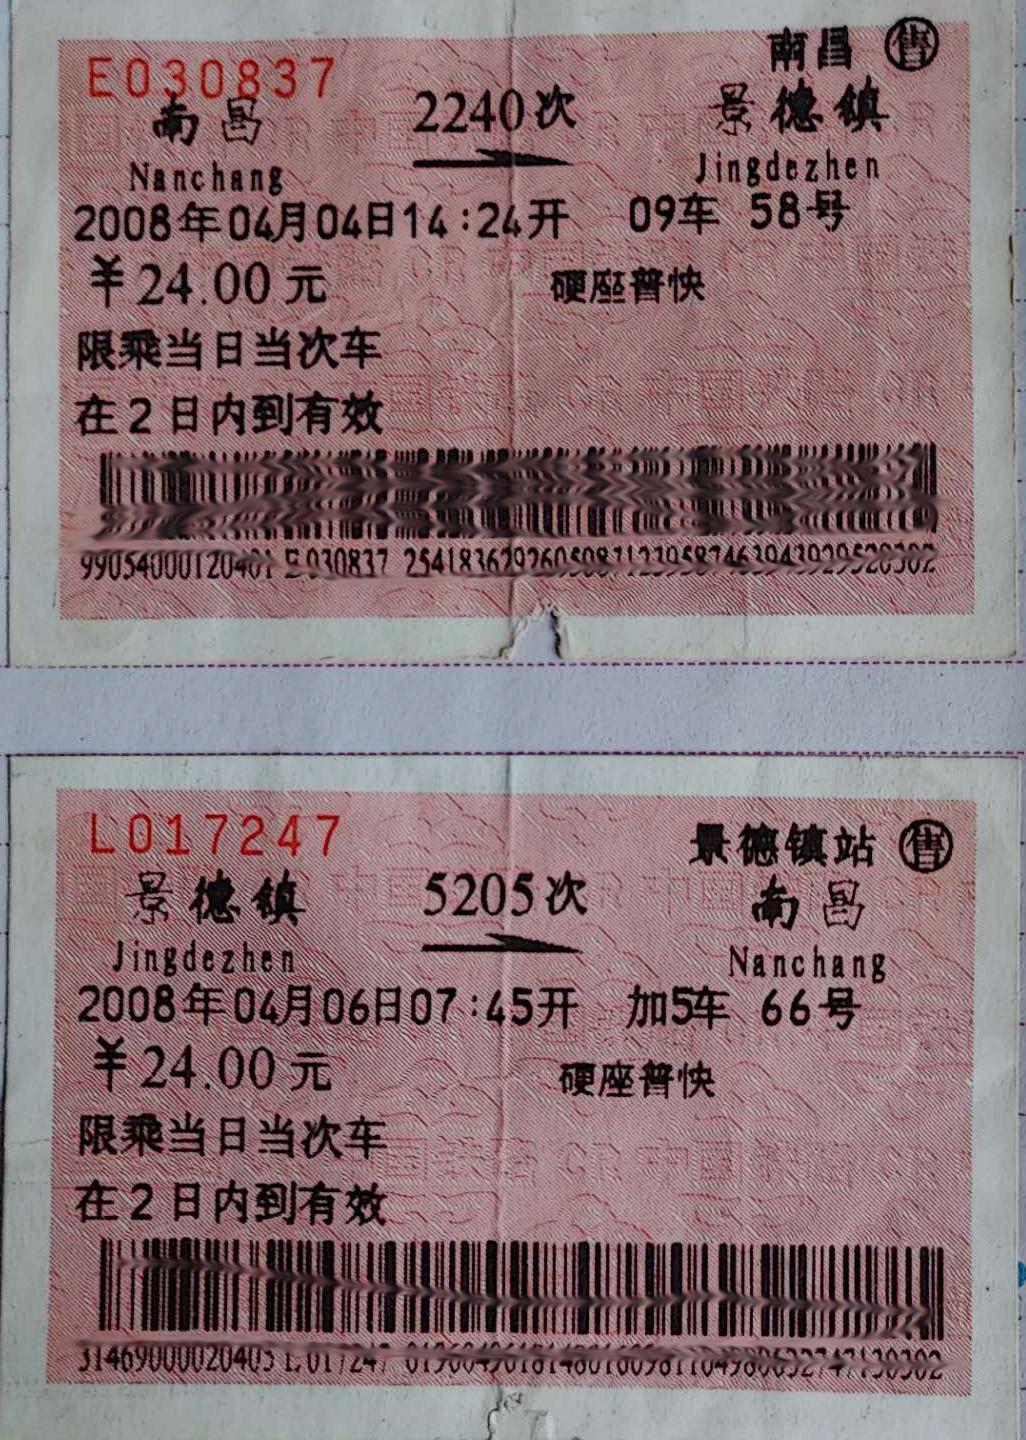 南昌 售
E030837
南昌 2240次 景德镇
Nanchang Jingdezhen
2008年04月04日14:24开 09车 58号
￥24.00元 硬座普快
限乘当日当次车
在2日内到有效
99054000120401 E030837
景德镇站 售
L017247
景德镇 5205次 南昌
Jingdezhen Nanchang
2008年04月06日07:45开 加5车 66号
￥24.00元 硬座普快
限乘当日当次车
在2日内到有效
31469000020403 L017247